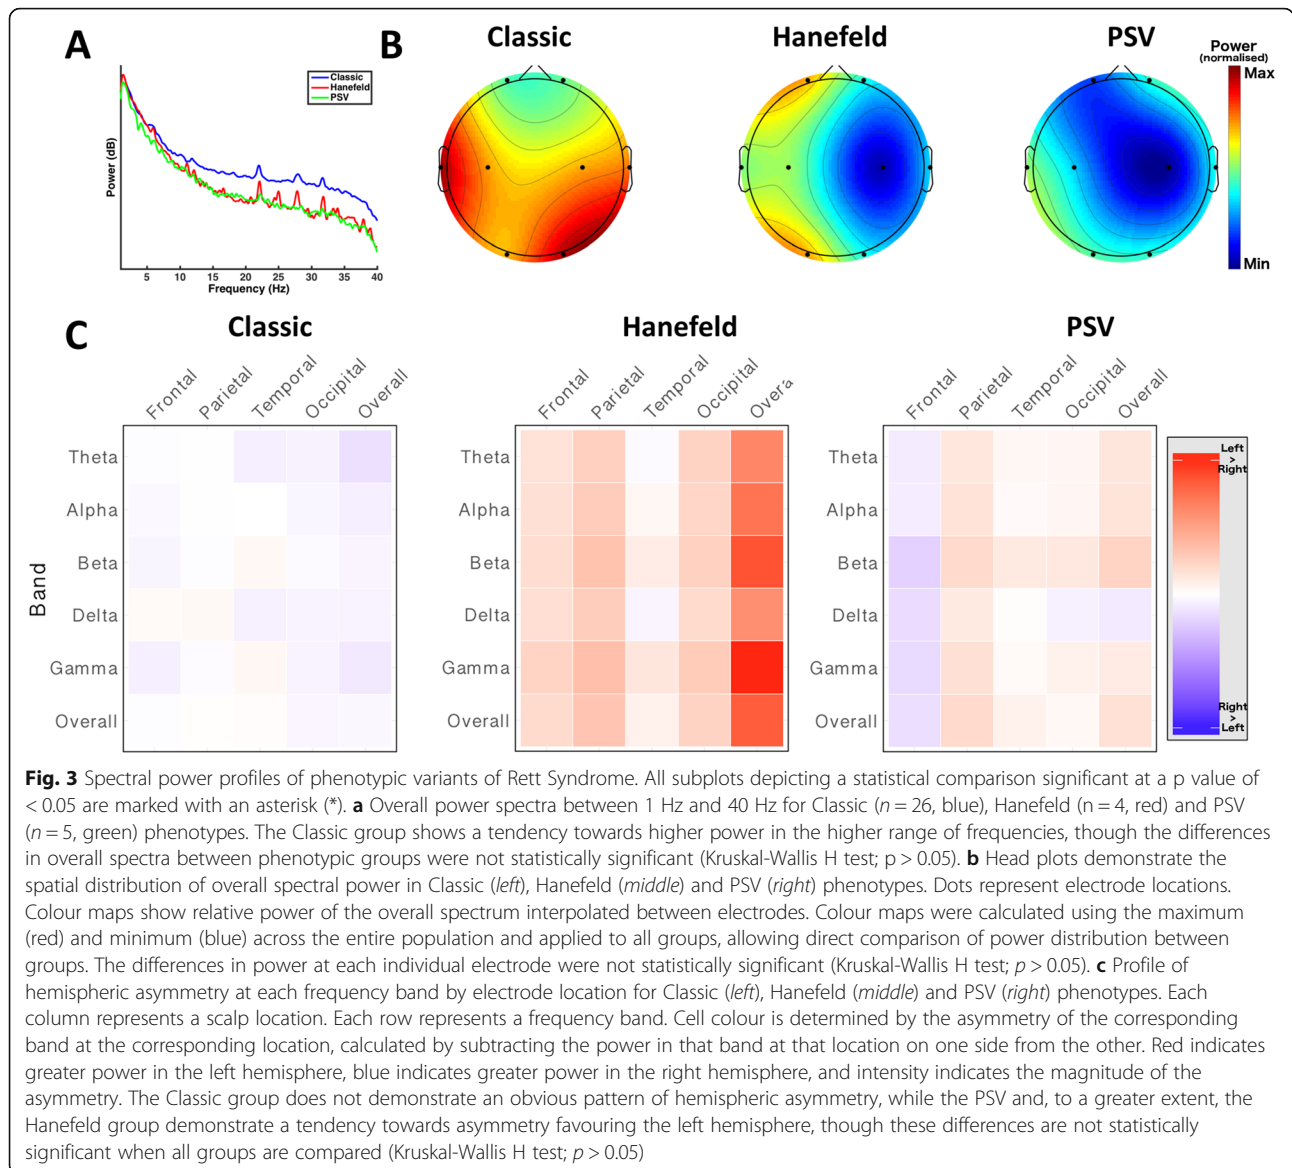 A
Classic
Hanefeld
PSV
Power (dB)
5 10 15 20 25 30 35 40
Frequency (Hz)
B
Classic Hanefeld PSV
Power
(normalised)
Max
Min
C
Classic
Frontal Parietal Temporal Occipital Overall
Band
Theta
Alpha
Beta
Delta
Gamma
Overall
Hanefeld
Frontal Parietal Temporal Occipital Overa
Theta
Alpha
Beta
Delta
Gamma
Overall
PSV
Frontal Parietal Temporal Occipital Overall
Theta
Alpha
Beta
Delta
Gamma
Overall
Left
>
Right
Right
>
Left
Fig. 3 Spectral power profiles of phenotypic variants of Rett Syndrome. All subplots depicting a statistical comparison significant at a p value of
< 0.05 are marked with an asterisk (*). a Overall power spectra between 1 Hz and 40 Hz for Classic (n = 26, blue), Hanefeld (n = 4, red) and PSV
(n = 5, green) phenotypes. The Classic group shows a tendency towards higher power in the higher range of frequencies, though the differences
in overall spectra between phenotypic groups were not statistically significant (Kruskal-Wallis H test; p > 0.05). b Head plots demonstrate the
spatial distribution of overall spectral power in Classic (left), Hanefeld (middle) and PSV (right) phenotypes. Dots represent electrode locations.
Colour maps show relative power of the overall spectrum interpolated between electrodes. Colour maps were calculated using the maximum
(red) and minimum (blue) across the entire population and applied to all groups, allowing direct comparison of power distribution between
groups. The differences in power at each individual electrode were not statistically significant (Kruskal-Wallis H test; p > 0.05). c Profile of
hemispheric asymmetry at each frequency band by electrode location for Classic (left), Hanefeld (middle) and PSV (right) phenotypes. Each
column represents a scalp location. Each row represents a frequency band. Cell colour is determined by the asymmetry of the corresponding
band at the corresponding location, calculated by subtracting the power in that band at that location on one side from the other. Red indicates
greater power in the left hemisphere, blue indicates greater power in the right hemisphere, and intensity indicates the magnitude of the
asymmetry. The Classic group does not demonstrate an obvious pattern of hemispheric asymmetry, while the PSV and, to a greater extent, the
Hanefeld group demonstrate a tendency towards asymmetry favouring the left hemisphere, though these differences are not statistically
significant when all groups are compared (Kruskal-Wallis H test; p > 0.05)